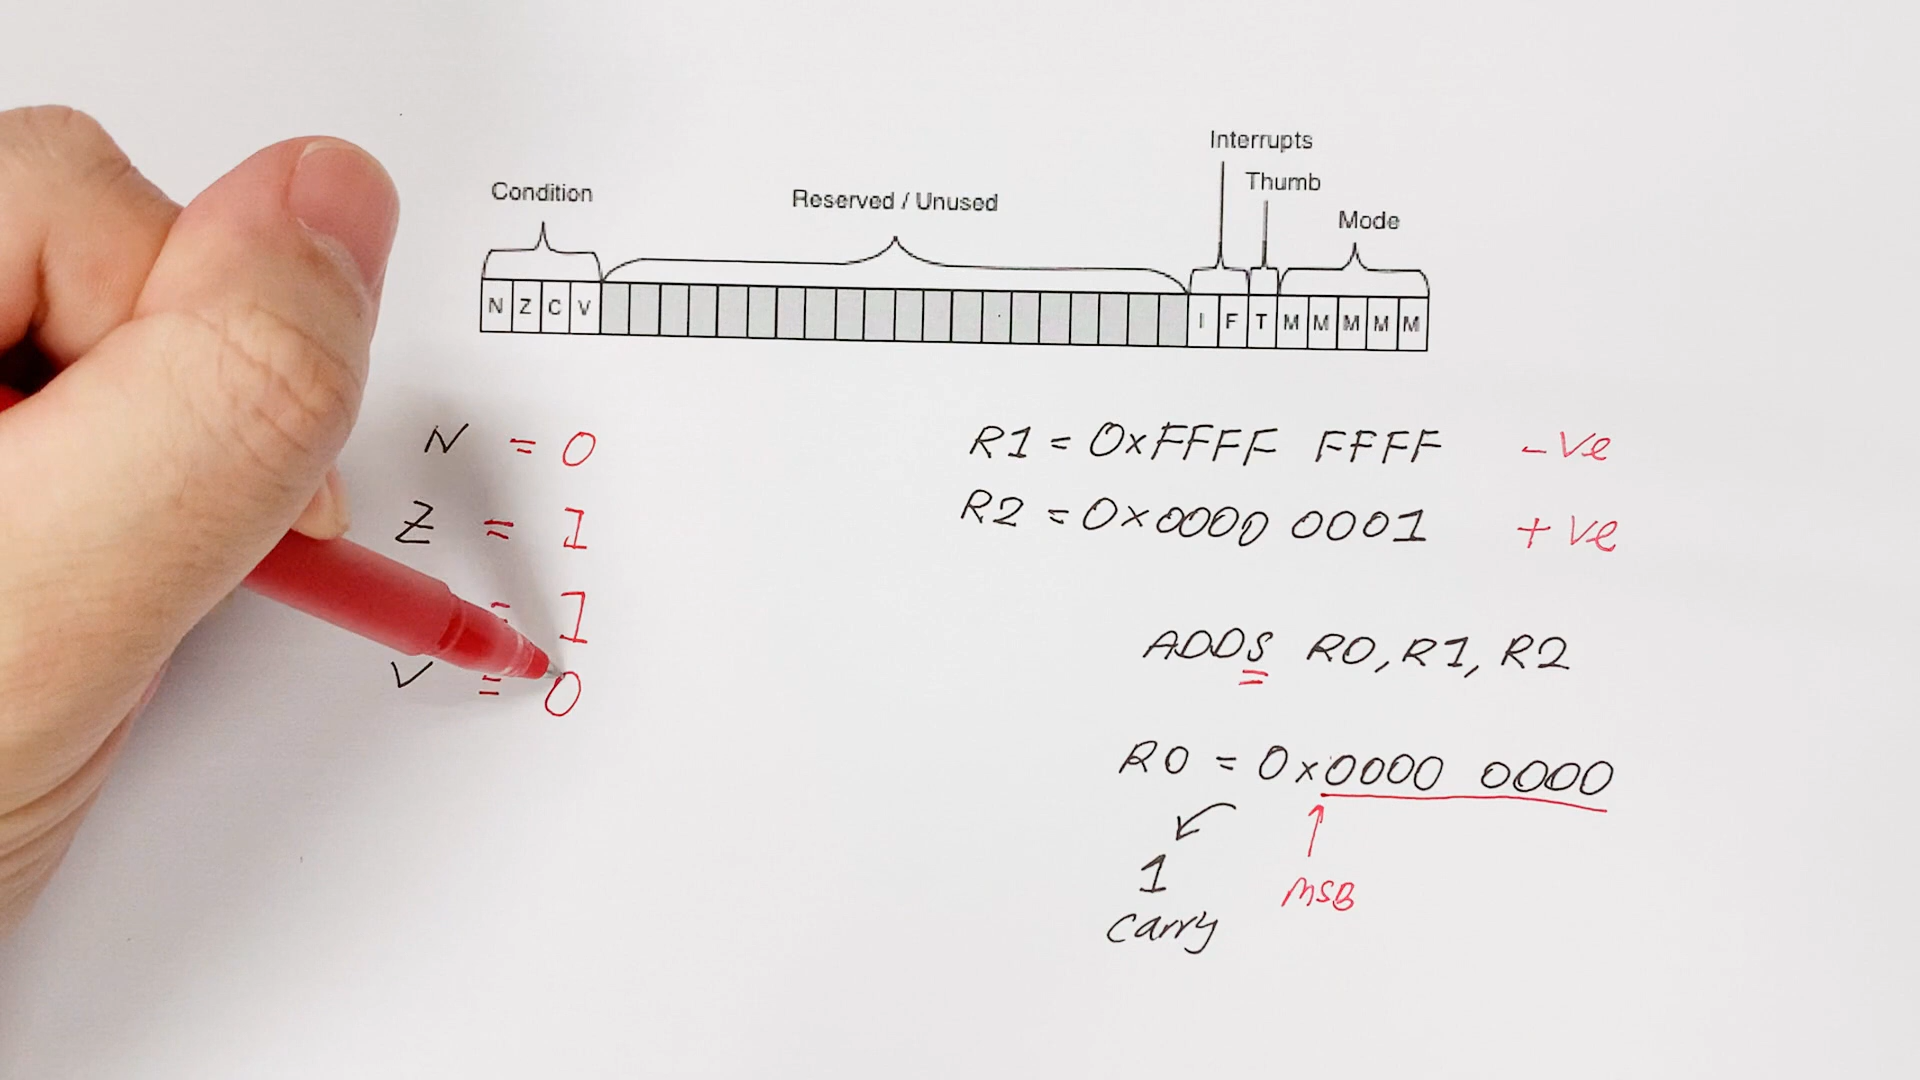 Interrupts
Thumb
Condition
Reserved / Unused
Mode
N Z C V I F T M M M M M
N = 0
Z = 1
= 1
V = 0
R1 = 0xFFFF FFFF -ve
R2 = 0x0000 0001 +ve
ADDS R0, R1, R2
R0 = 0x0000 0000
1
Carry
MSB